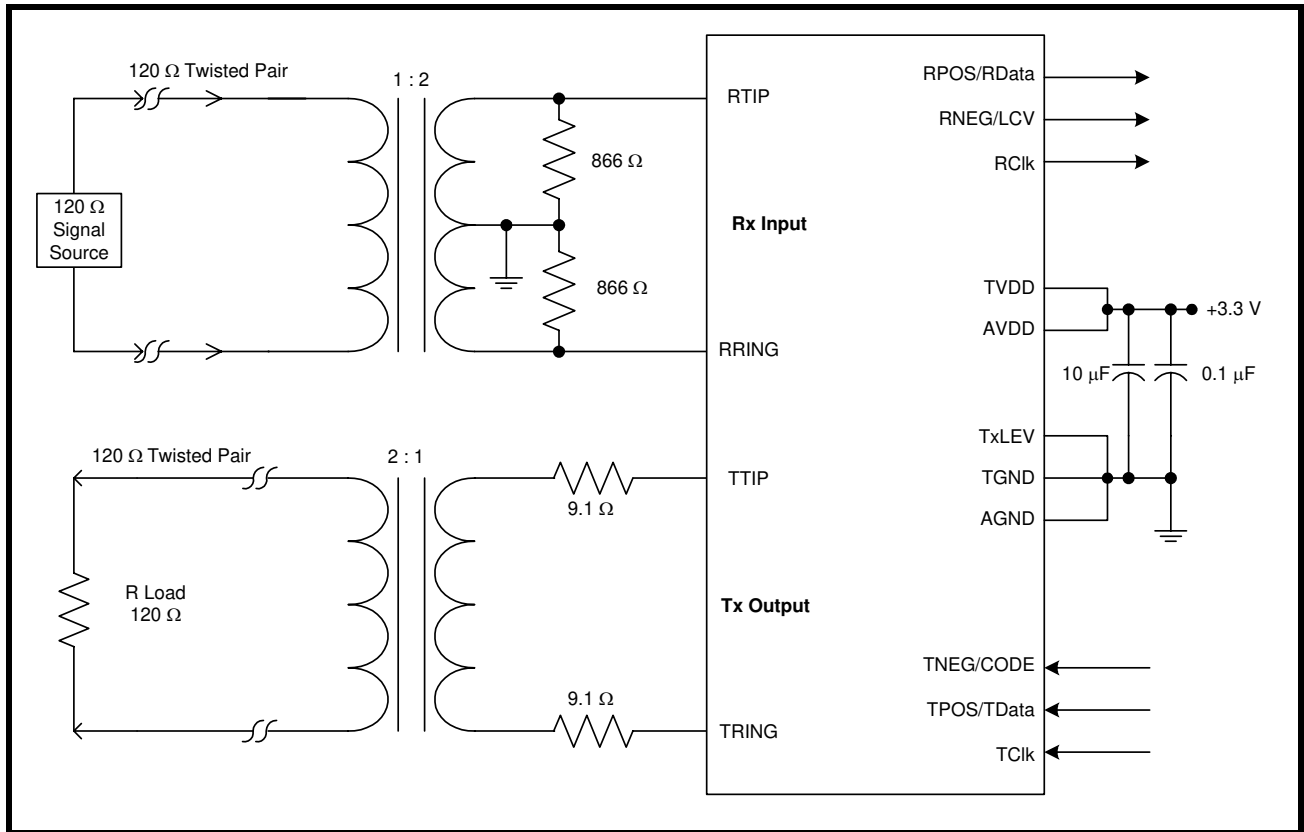 120 Ω Twisted Pair
1 : 2
120 Ω
Signal
Source
866 Ω
866 Ω
RTIP
Rx Input
RRING
RPOS/RData
RNEG/LCV
RClk
TVDD
AVDD
+3.3 V
10 µF
0.1 µF
TxLEV
TGND
AGND
120 Ω Twisted Pair
2 : 1
R Load
120 Ω
9.1 Ω
9.1 Ω
TTIP
Tx Output
TRING
TNEG/CODE
TPOS/TData
TClk